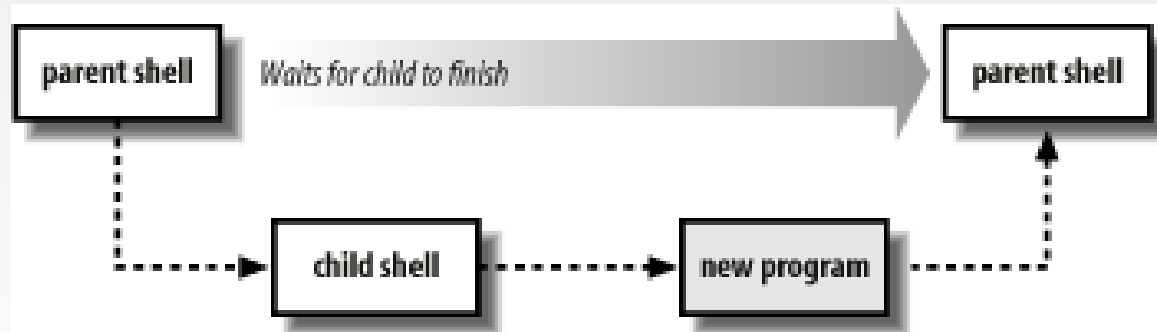 parent shell
Waits for child to finish
parent shell
child shell
new program